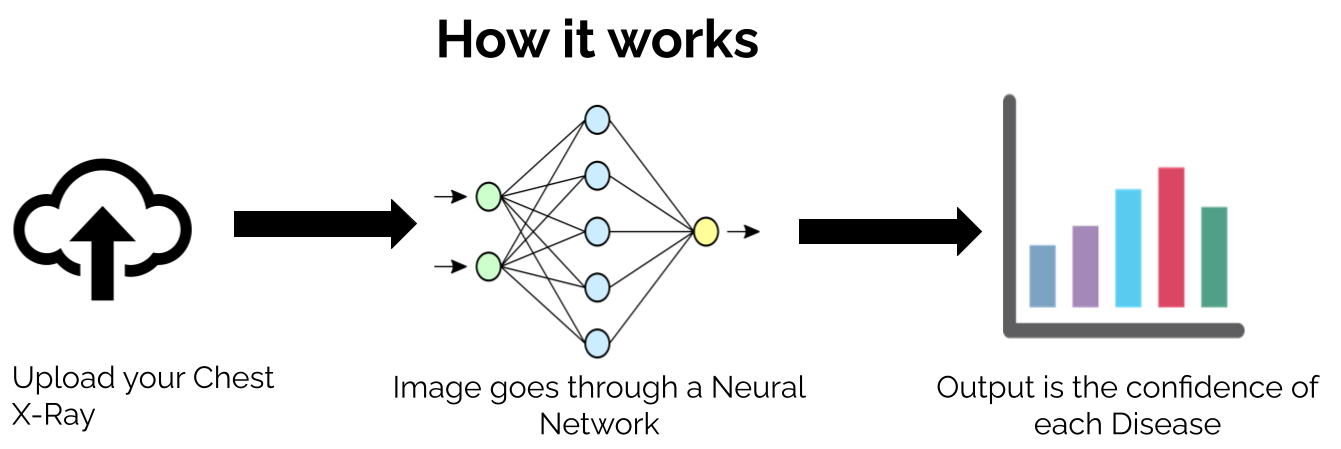 How it works
Upload your Chest
X-Ray
Image goes through a Neural
Network
Output is the confidence of
each Disease